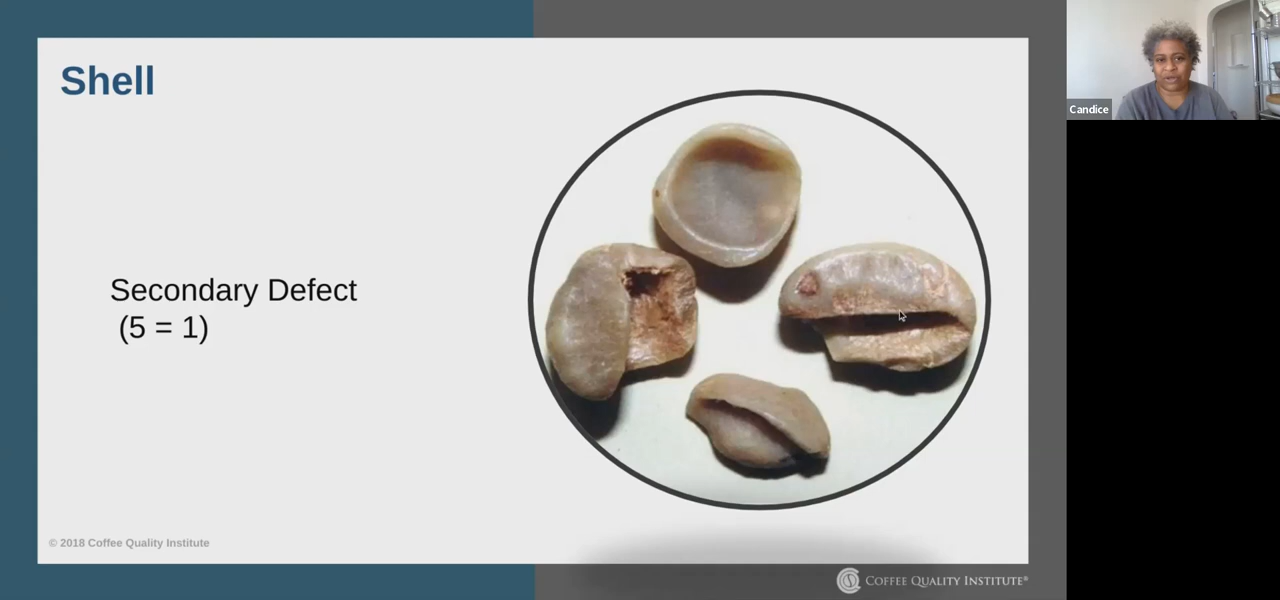 Shell
Candice
Secondary Defect
(5 = 1)
© 2018 Coffee Quality Institute
Coffee Quality Institute®